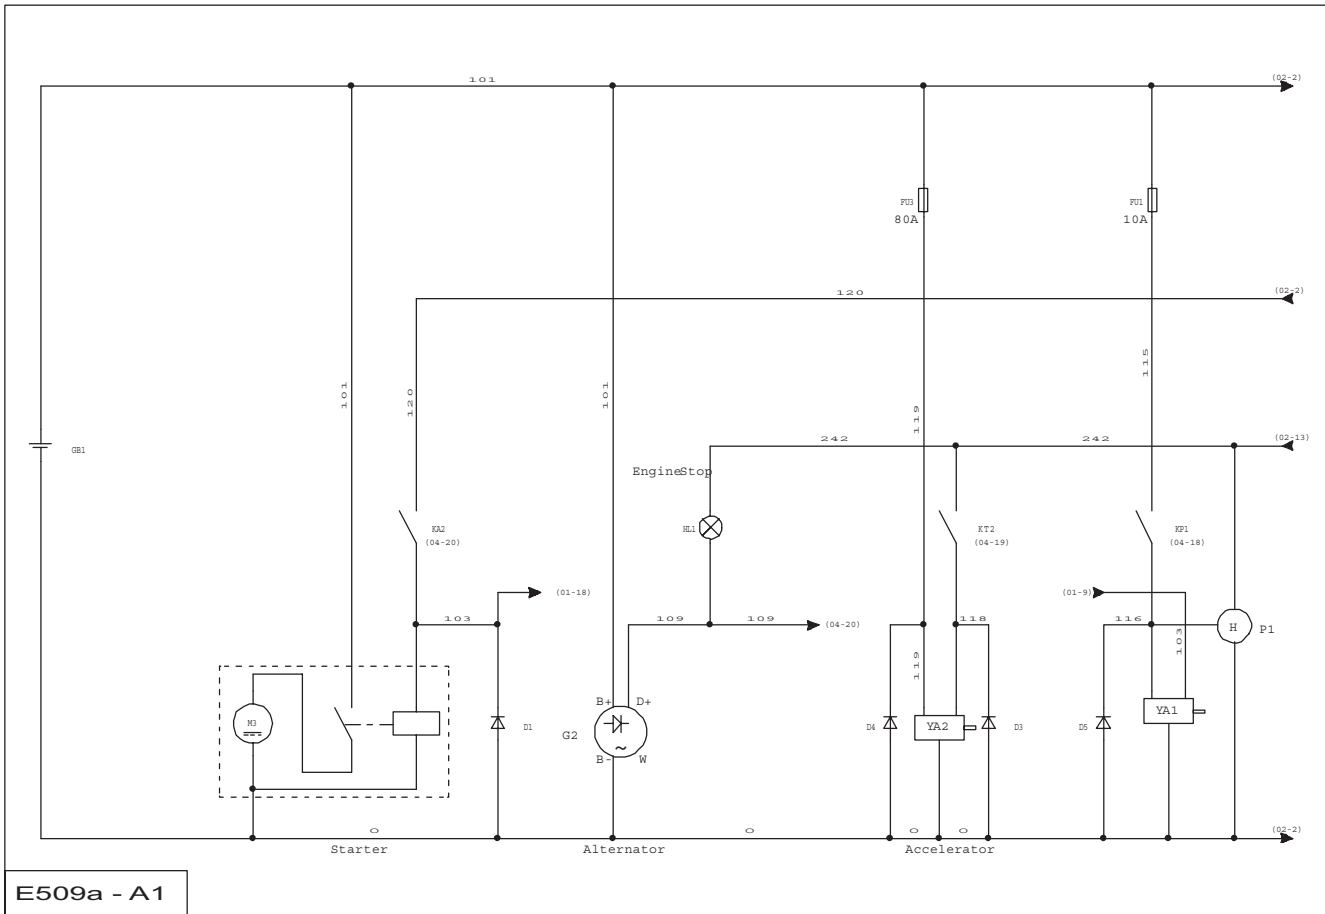 101
(02-2)
FU3
80A
FU1
10A
120
(02-2)
101
120
101
119
115
GB1
242
242
(02-13)
EngineStop
KA2
(04-20)
HL1
KT2
(04-19)
KP1
(04-18)
(01-18)
(01-9)
103
109
109
(04-20)
118
116
103
H
P1
119
B+
D+
M3
D1
G2
D4
YA2
D3
D5
YA1
B-
W
0
0
0
0
(02-2)
Starter
Alternator
Accelerator
E509a - A1